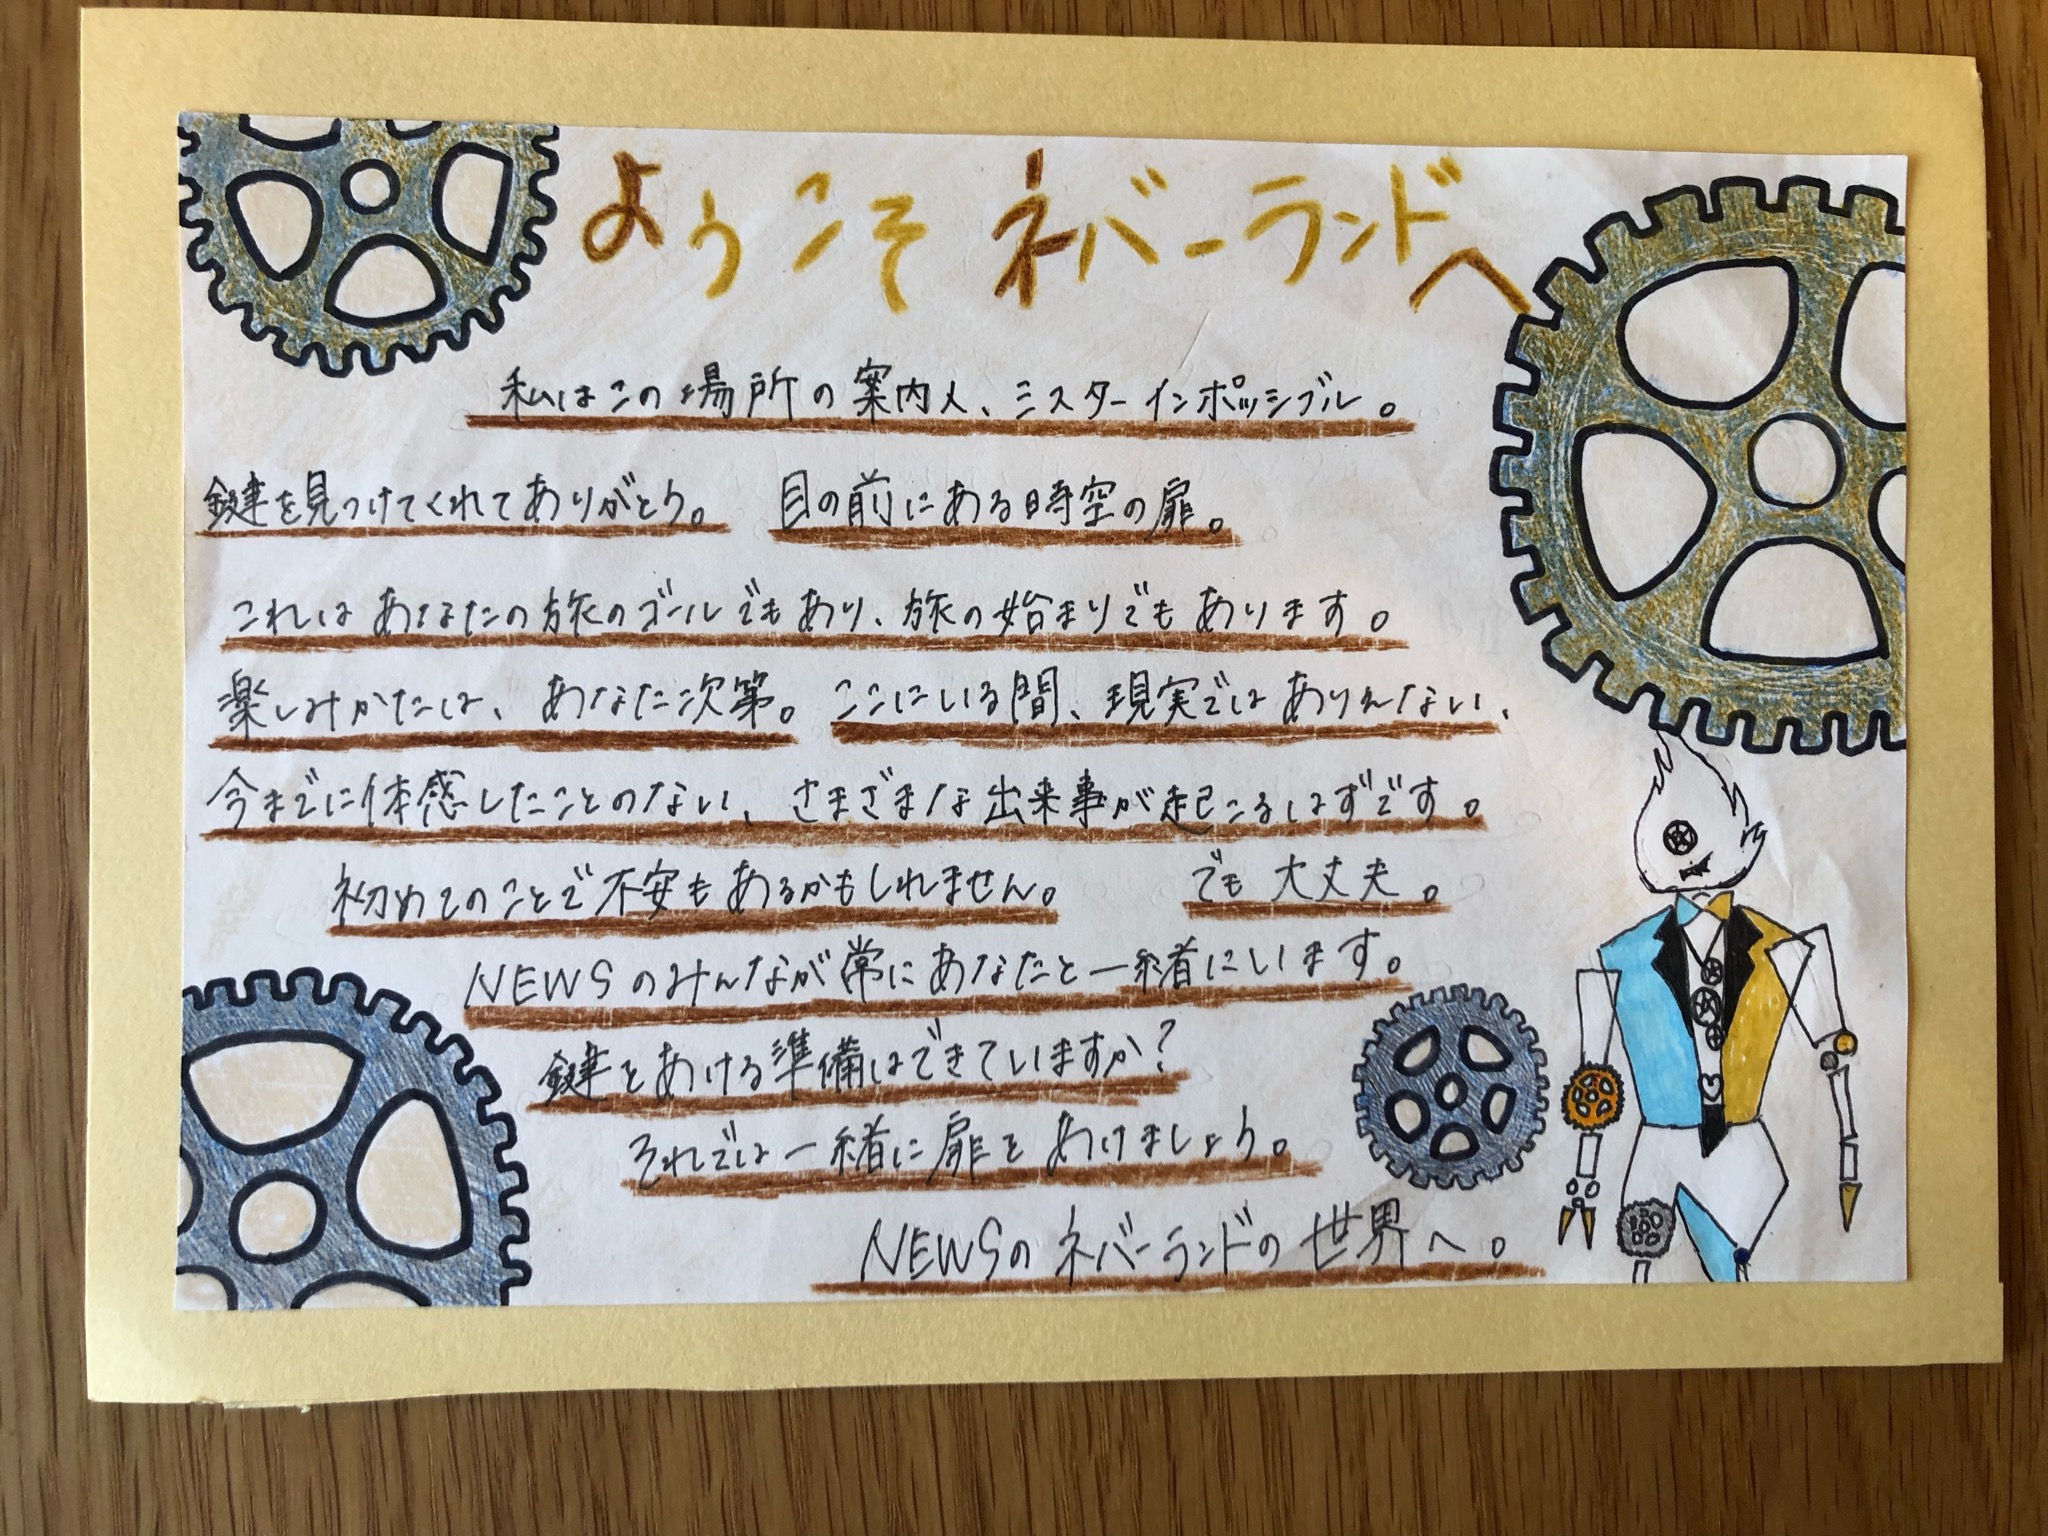 ようこそ ネバーランドへ
私はこの場所の案内人、ミスターインポッシブル。
鍵を見つけてくれてありがとう。 目の前にある時空の扉。
これは あなたの旅のゴールでもあり、旅の始まりでもあります。
楽しみかたは、あなた次第。 ここにいる間、現実ではありえない、
今までに体感したことのない、さまざまな出来事が起こるはずです。
初めてのことで不安もあるかもしれません。 でも大丈夫。
NEWSのみんなが常にあなたと一緒にいます。
鍵をあける準備はできていますか?
それでは一緒に扉をあけましょう。
NEWSのネバーランドの世界へ。